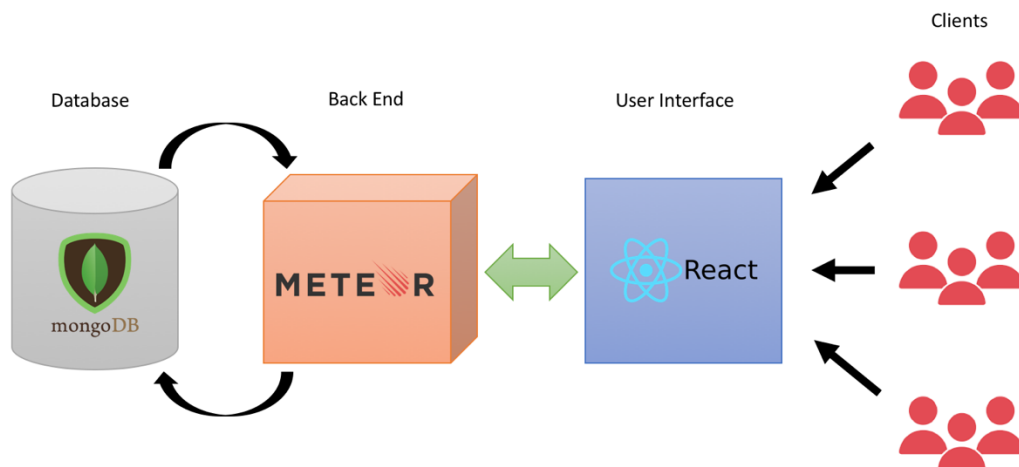 Clients
Database
Back End
User Interface
mongoDB
METEOR
React